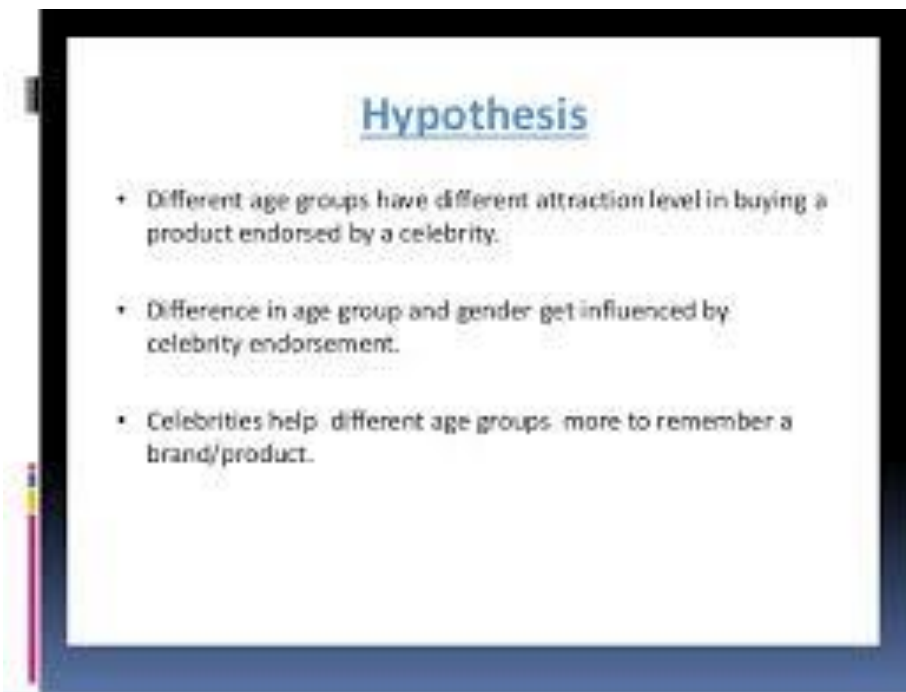 Hypothesis
• Different age groups have different attraction level in buying a
product endorsed by a celebrity.
• Difference in age group and gender get influenced by
celebrity endorsement.
• Celebrities help different age groups more to remember a
brand/product.